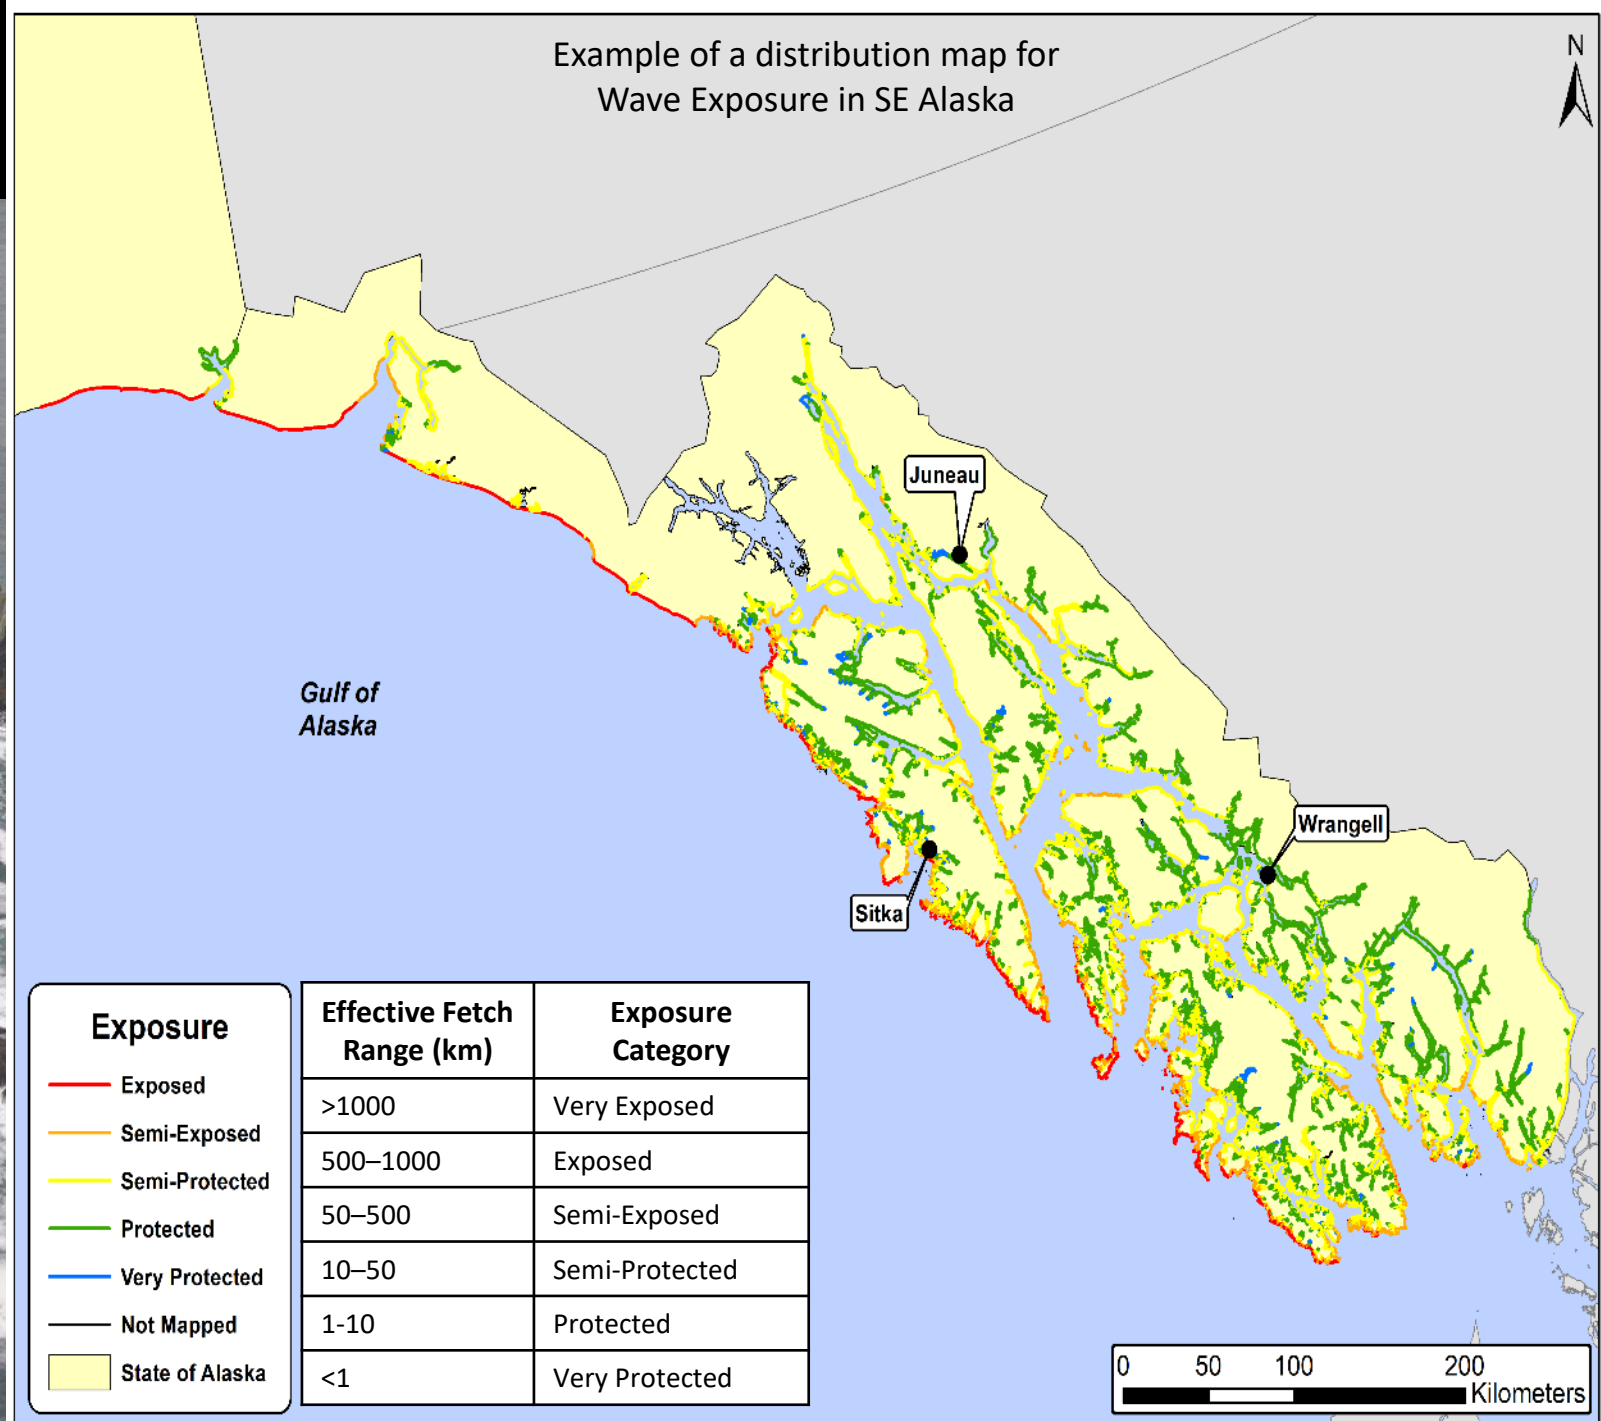 Example of a distribution map for
Wave Exposure in SE Alaska
N
Juneau
Gulf of
Alaska
Wrangell
Sitka
Exposure
Exposed
Semi-Exposed
Semi-Protected
Protected
Very Protected
Not Mapped
State of Alaska
Effective Fetch Range (km) Exposure Category
>1000 Very Exposed
500–1000 Exposed
50–500 Semi-Exposed
10–50 Semi-Protected
1-10 Protected
<1 Very Protected
0 50 100 200
Kilometers